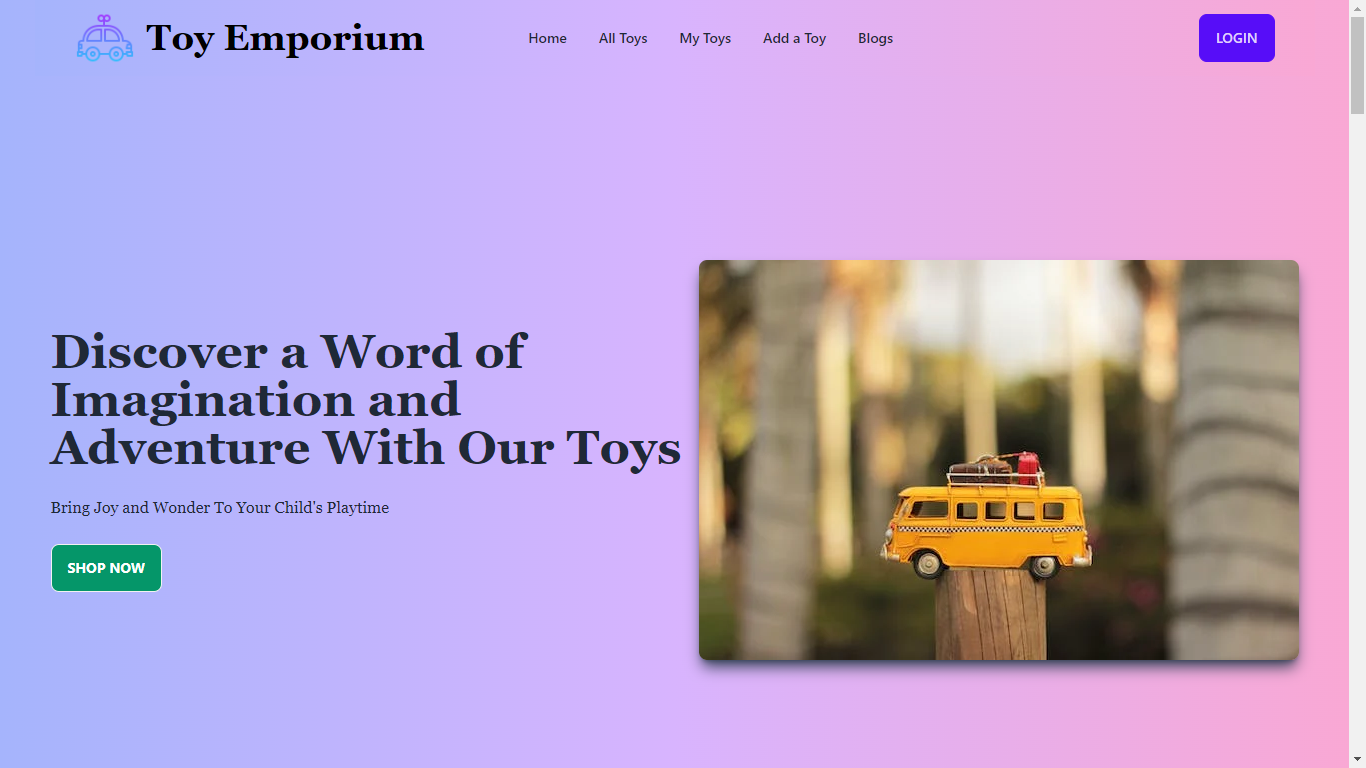 Toy Emporium
Home
All Toys
My Toys
Add a Toy
Blogs
LOGIN
Discover a Word of
Imagination and
Adventure With Our Toys
Bring Joy and Wonder To Your Child's Playtime
SHOP NOW